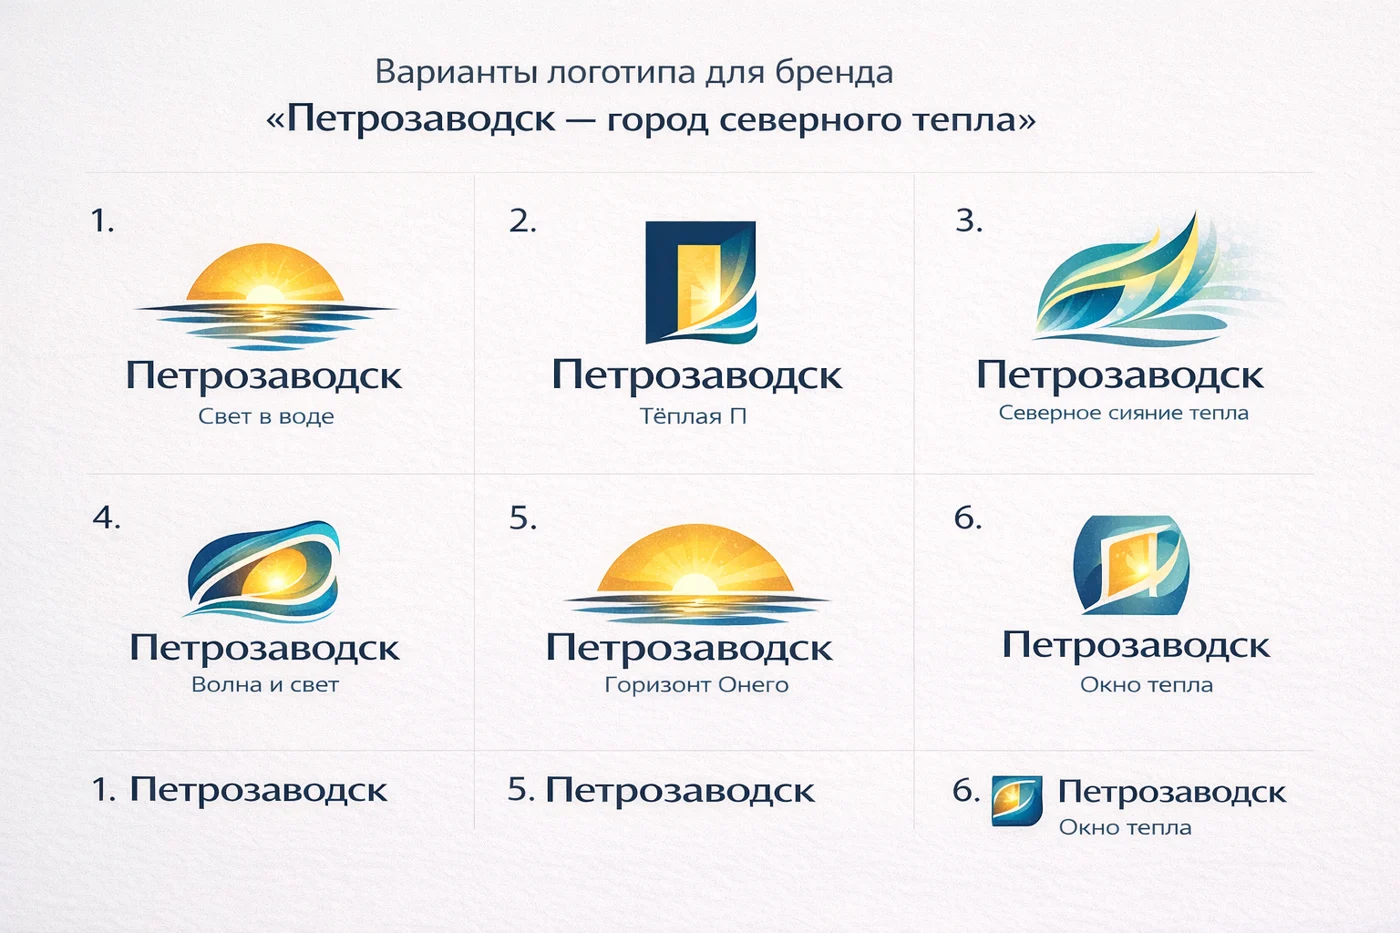 Варианты логотипа для бренда
«Петрозаводск — город северного тепла»
1.
Петрозаводск
Свет в воде
2.
Петрозаводск
Тёплая П
3.
Петрозаводск
Северное сияние тепла
4.
Петрозаводск
Волна и свет
5.
Петрозаводск
Горизонт Онего
6.
Петрозаводск
Окно тепла
1. Петрозаводск
5. Петрозаводск
6. Петрозаводск
Окно тепла